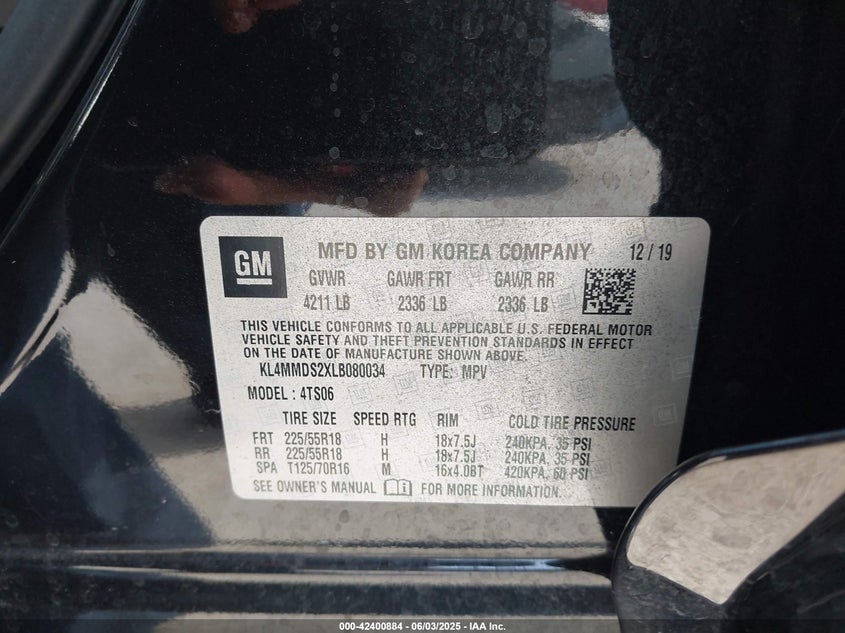 GM
MFD BY GM KOREA COMPANY 12/19
GVWR GAWR FRT GAWR RR
4211 LB 2336 LB 2336 LB
THIS VEHICLE CONFORMS TO ALL APPLICABLE U.S. FEDERAL MOTOR
VEHICLE SAFETY AND THEFT PREVENTION STANDARDS IN EFFECT
ON THE DATE OF MANUFACTURE SHOWN ABOVE.
KL4MMDS2XLB080034 TYPE: MPV
MODEL : 4TS06
TIRE SIZE SPEED RTG RIM COLD TIRE PRESSURE
FRT 225/55R18 H 18x7.5J 240KPA, 35 PSI
RR 225/55R18 H 18x7.5J 240KPA, 35 PSI
SPA T125/70R16 M 16x4.0BT 420KPA, 60 PSI
SEE OWNER'S MANUAL FOR MORE INFORMATION.
000-42400884 - 06/03/2025 - IAA Inc.